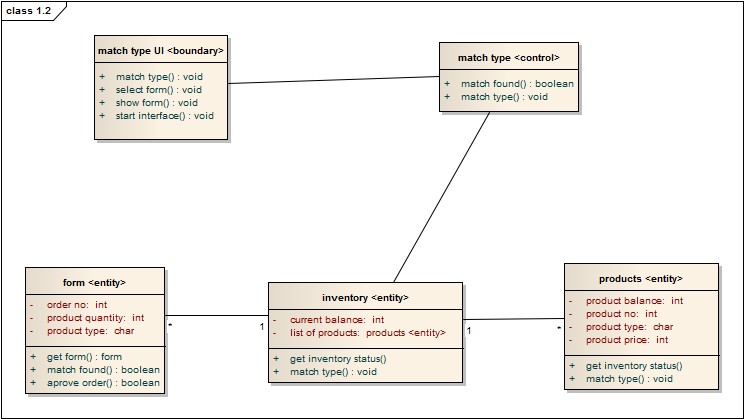 class 1.2
match type UI <boundary>
+ match type() : void
+ select form() : void
+ show form() : void
+ start interface() : void
match type <control>
+ match found() : boolean
+ match type() : void
form <entity>
- order no: int
- product quantity: int
- product type: char
+ get form() : form
+ match found() : boolean
+ aprove order() : boolean
* 1
inventory <entity>
- current balance: int
- list of products: products <entity>
+ get inventory status()
+ match type() : void
1 *
products <entity>
- product balance: int
- product no: int
- product type: char
- product price: int
+ get inventory status()
+ match type() : void